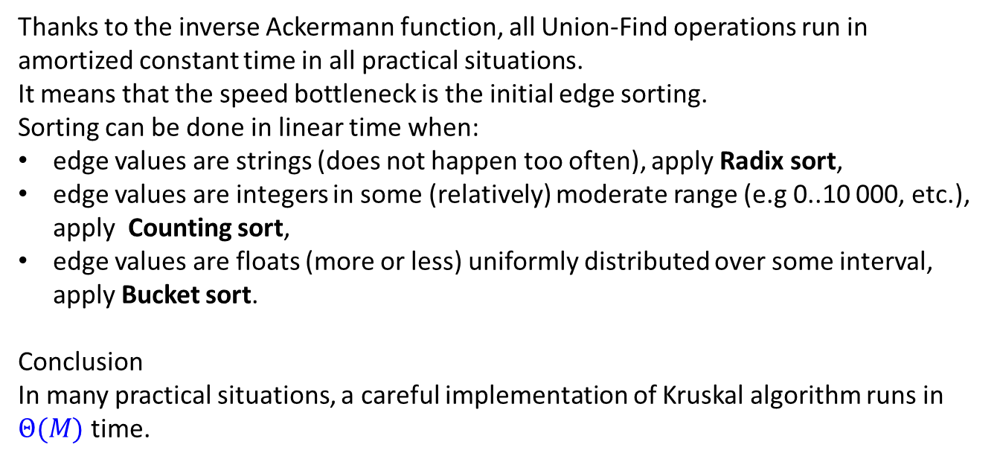 Thanks to the inverse Ackermann function, all Union-Find operations run in
amortized constant time in all practical situations.
It means that the speed bottleneck is the initial edge sorting.
Sorting can be done in linear time when:
• edge values are strings (does not happen too often), apply Radix sort,
• edge values are integers in some (relatively) moderate range (e.g 0..10 000, etc.),
apply Counting sort,
• edge values are floats (more or less) uniformly distributed over some interval,
apply Bucket sort.
Conclusion
In many practical situations, a careful implementation of Kruskal algorithm runs in
Θ(M) time.